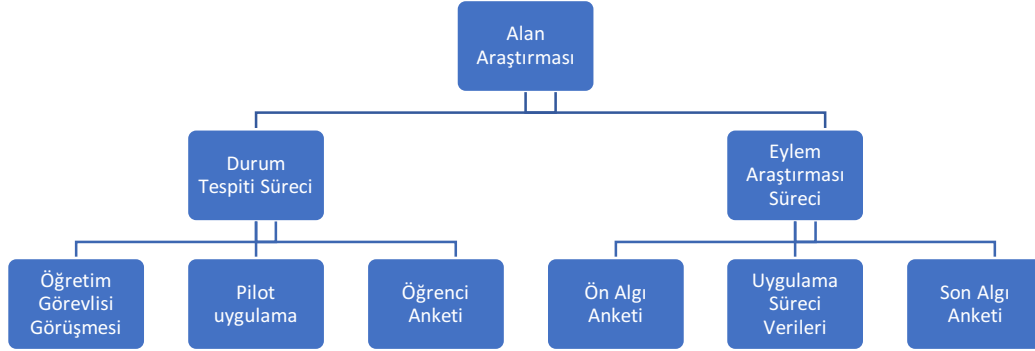 Alan
Araştırması
Durum
Tespiti Süreci
Eylem
Araştırması
Süreci
Öğretim
Görevlisi
Görüşmesi
Pilot
uygulama
Öğrenci
Anketi
Ön Algı
Anketi
Uygulama
Süreci
Verileri
Son Algı
Anketi